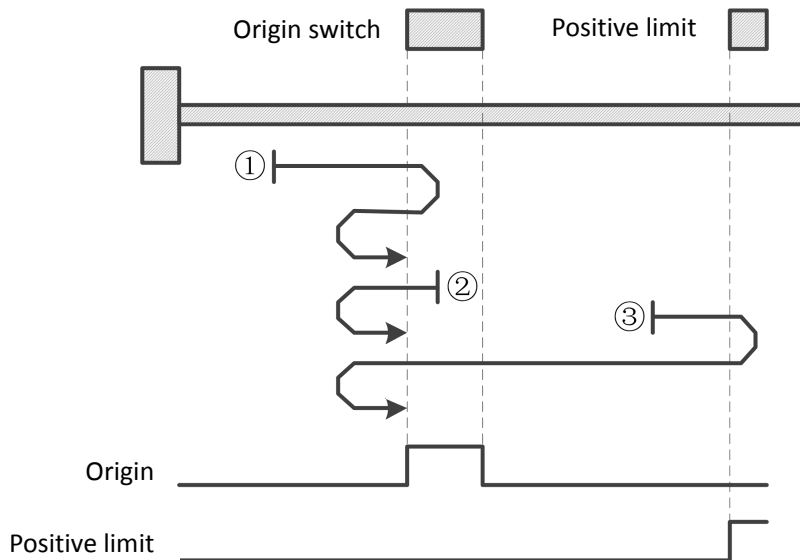 Origin switch
Positive limit
①
②
③
Origin
Positive limit